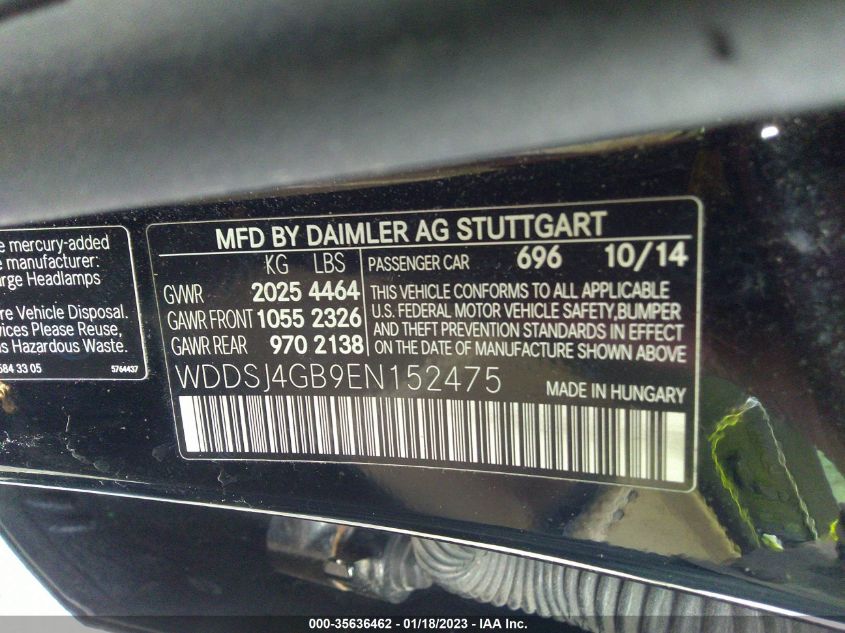 e mercury-added
e manufacturer:
rge Headlamps
re Vehicle Disposal.
vices Please Reuse,
s Hazardous Waste.
584 33 05 5764437
MFD BY DAIMLER AG STUTTGART
KG LBS PASSENGER CAR 696 10/14
GVWR 2025 4464
GAWR FRONT 1055 2326
GAWR REAR 970 2138
THIS VEHICLE CONFORMS TO ALL APPLICABLE
U.S. FEDERAL MOTOR VEHICLE SAFETY,BUMPER
AND THEFT PREVENTION STANDARDS IN EFFECT
ON THE DATE OF MANUFACTURE SHOWN ABOVE
WDDSJ4GB9EN152475 MADE IN HUNGARY
000-35636462 - 01/18/2023 - IAA Inc.